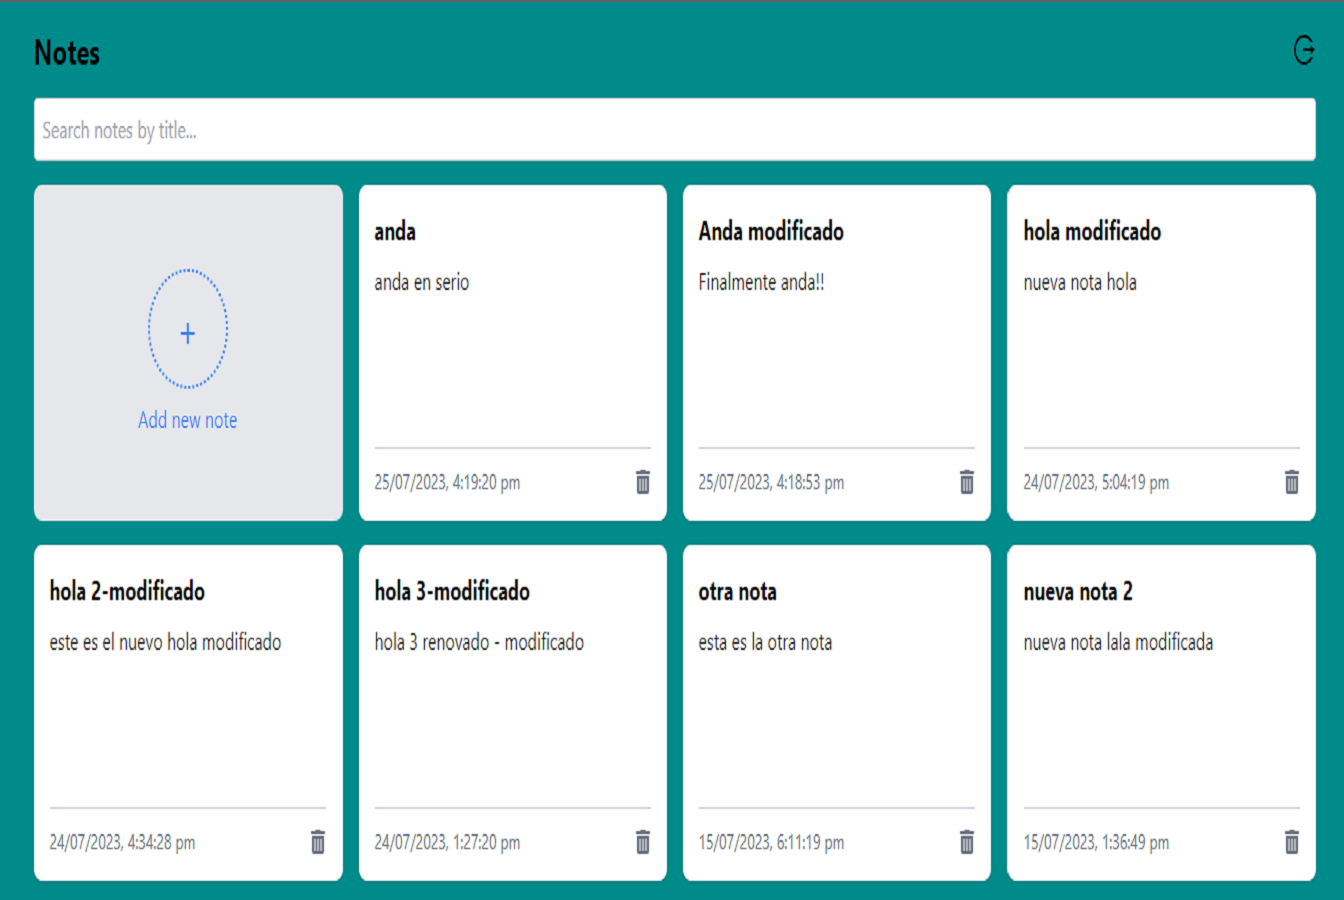 Notes
Search notes by title...
+
Add new note
anda
anda en serio
25/07/2023, 4:19:20 pm
Anda modificado
Finalmente anda!!
25/07/2023, 4:18:53 pm
hola modificado
nueva nota hola
24/07/2023, 5:04:19 pm
hola 2-modificado
este es el nuevo hola modificado
24/07/2023, 4:34:28 pm
hola 3-modificado
hola 3 renovado - modificado
24/07/2023, 1:27:20 pm
otra nota
esta es la otra nota
15/07/2023, 6:11:19 pm
nueva nota 2
nueva nota lala modificada
15/07/2023, 1:36:49 pm